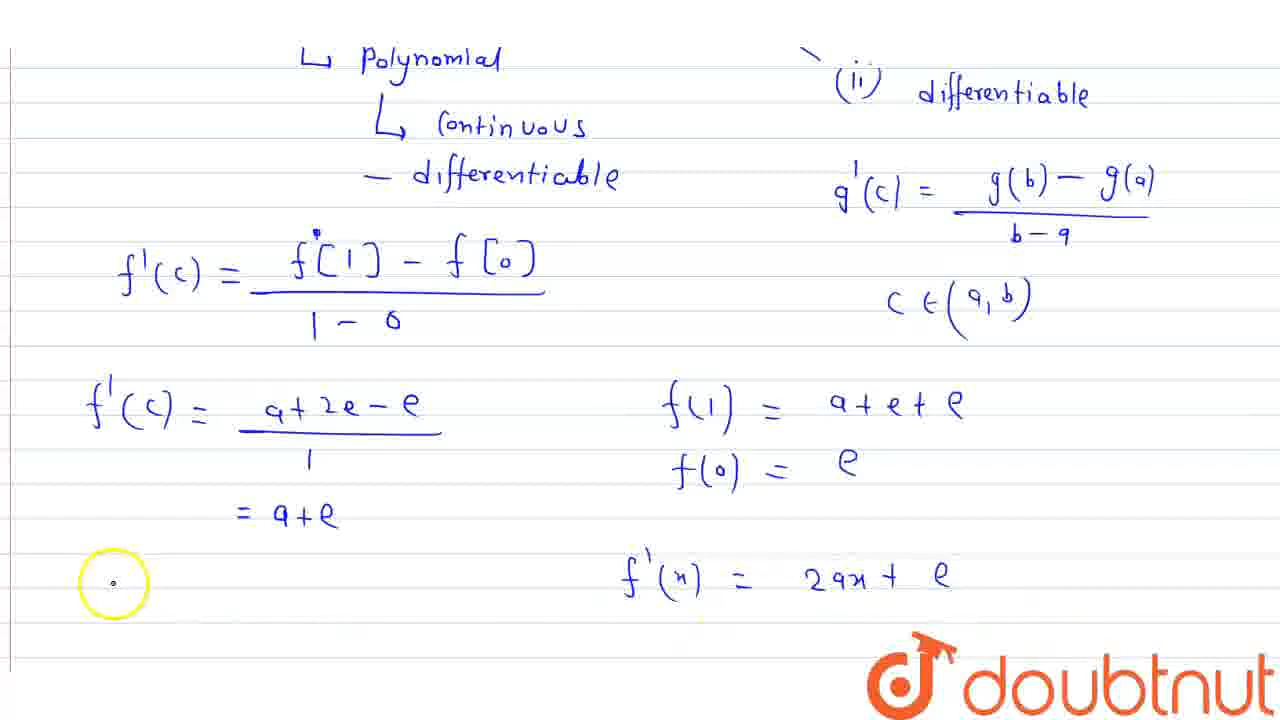 ↳ Polynomial
↳ Continuous
— differentiable
f'(c) = f[1] - f[0] / 1 - 0
f'(c) = a + 2e - e / 1
= a + e
(ii) differentiable
g'(c) = g(b) - g(a) / b - a
c ∈ (a, b)
f(1) = a + e + e
f(0) = e
f'(x) = 2ax + e
doubtnut